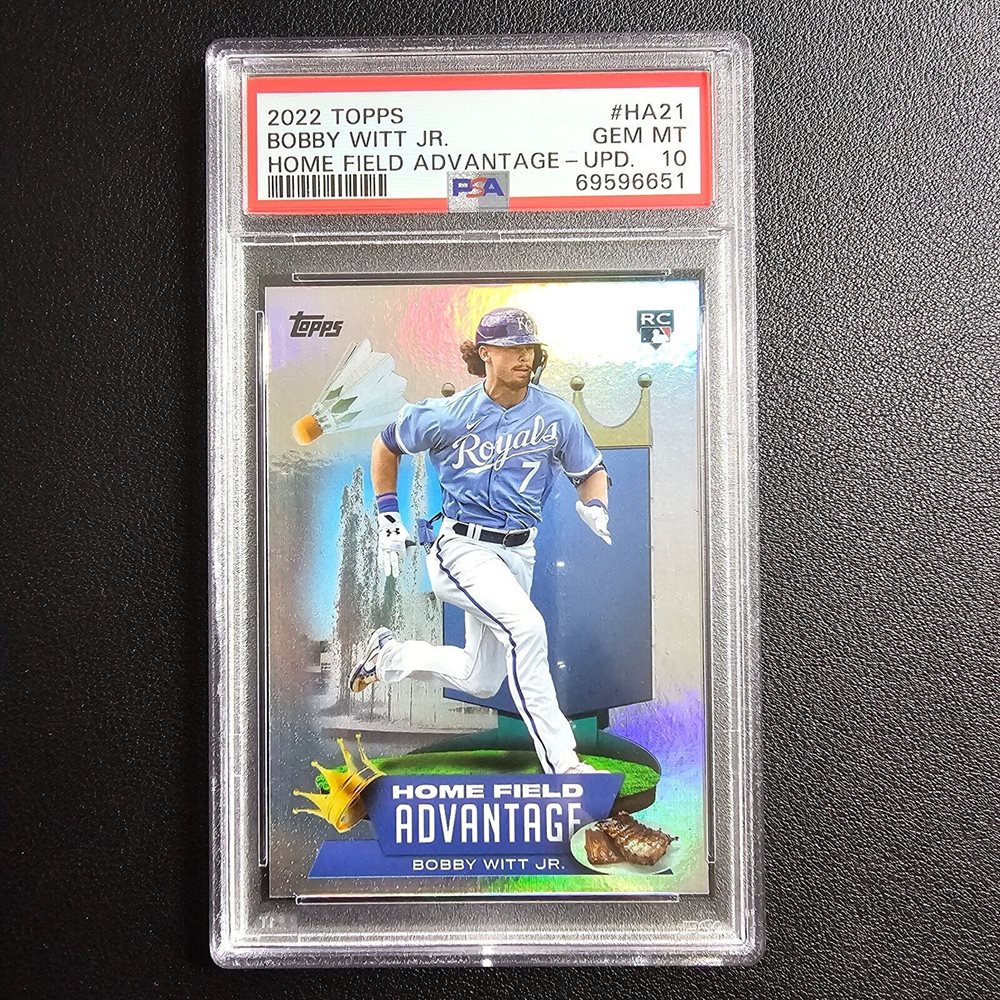 2022 TOPPS #HA21
BOBBY WITT JR. GEM MT
HOME FIELD ADVANTAGE - UPD. 10
PSA 69596651
Topps
RC
KC
Royals
7
HOME FIELD
ADVANTAGE
BOBBY WITT JR.